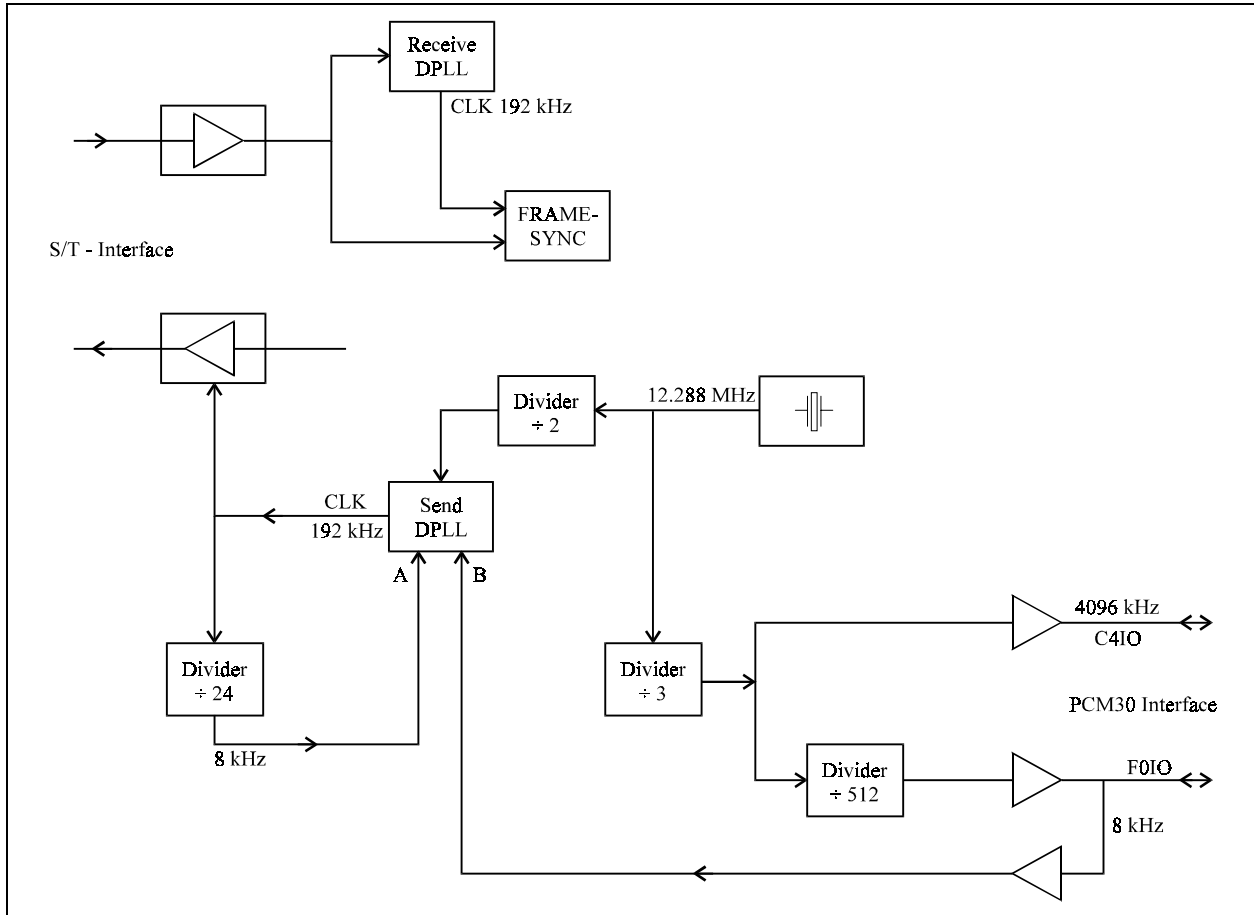 Receive
DPLL
CLK 192 kHz
FRAME-
SYNC
S/T - Interface
12.288 MHz
Divider
÷ 2
CLK
192 kHz
Send
DPLL
A
B
4096 kHz
C4IO
Divider
÷ 24
Divider
÷ 3
PCM30 Interface
8 kHz
Divider
÷ 512
F0IO
8 kHz